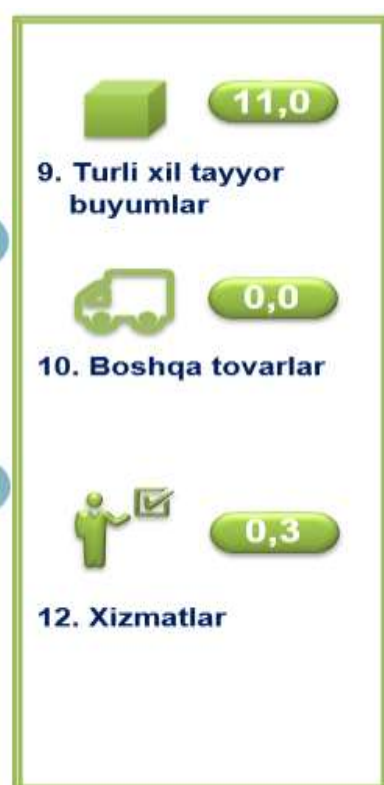 11,0
9. Turli xil tayyor
buyumlar
0,0
10. Boshqa tovarlar
0,3
12. Xizmatlar